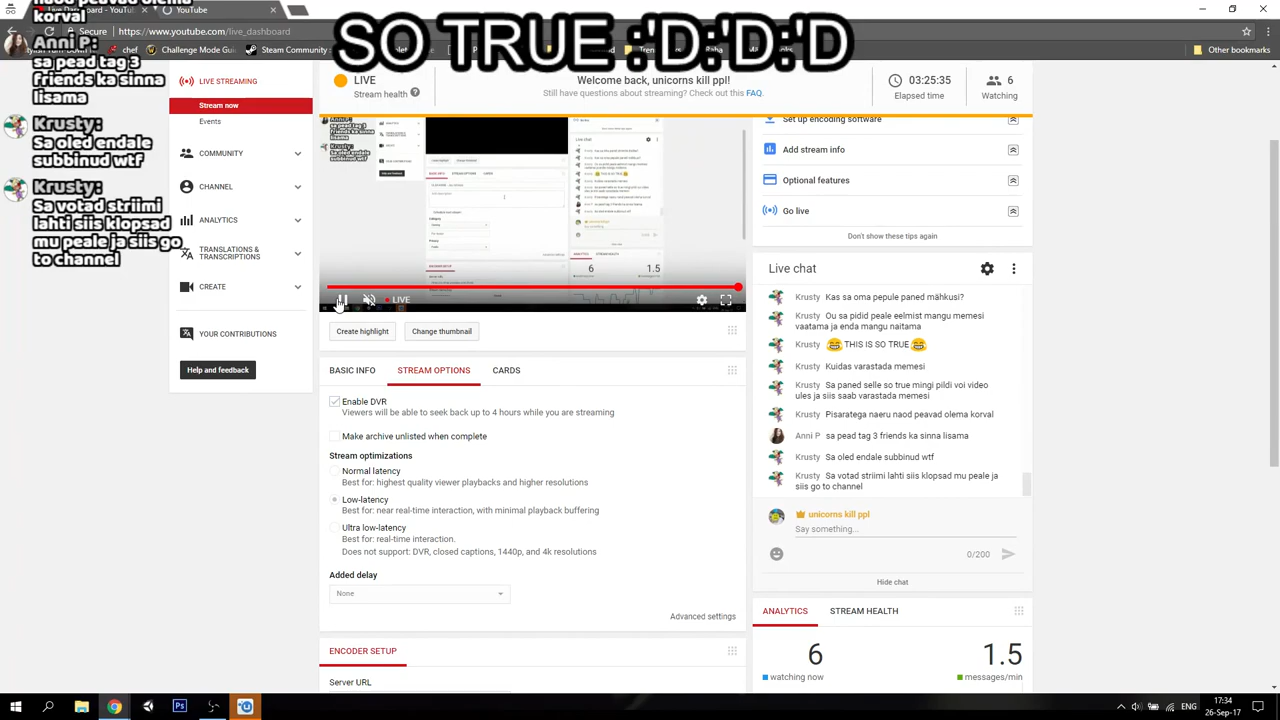 naod peavad olema
korval
Anni P:
sa pead tag 3
friends ka sinna
lisama
Krusty:
Sa oled endale
subbinud wtf
Krusty:
Sa votad striimi
lahti siis klopsad
mu peale ja siis go
to channel
SO TRUE :'D:'D:'D
YouTube
https://www.youtube.com/live_dashboard
Apps
chef
Challenge Mode Gui
Raha
Other bookmarks
LIVE STREAMING
Stream now
Events
COMMUNITY
CHANNEL
ANALYTICS
TRANSLATIONS &
TRANSCRIPTIONS
CREATE
YOUR CONTRIBUTIONS
Help and feedback
LIVE
Stream health
Welcome back, unicorns kill ppl!
Still have questions about streaming? Check out this FAQ.
03:25:35
Elapsed time
6
Watching
LIVE
Create highlight
Change thumbnail
BASIC INFO
STREAM OPTIONS
CARDS
Enable DVR
Viewers will be able to seek back up to 4 hours while you are streaming
Make archive unlisted when complete
Stream optimizations
Normal latency
Best for: highest quality viewer playbacks and higher resolutions
Low-latency
Best for: near real-time interaction, with minimal playback buffering
Ultra low-latency
Best for: real-time interaction.
Does not support: DVR, closed captions, 1440p, and 4k resolutions
Added delay
None
Advanced settings
ENCODER SETUP
Server URL
Set up encoding software
Add stream info
Optional features
Go live
Don't show these tips again
Live chat
Krusty Kas sa oma pepule paned mähkusi?
Krusty Ou sa pidid peale eelmist mangu memesi
vaatama ja enda mangu naitama
Krusty 😂 THIS IS SO TRUE 😂
Krusty Kuidas varastada memesi
Krusty Sa paned selle so true mingi pildi voi video
ules ja siis saab varastada memesi
Krusty Pisaratega naeru naod peavad olema korval
Anni P sa pead tag 3 friends ka sinna lisama
Krusty Sa oled endale subbinud wtf
Krusty Sa votad striimi lahti siis klopsad mu peale ja
siis go to channel
unicorns kill ppl
Say something...
0/200
Hide chat
ANALYTICS
STREAM HEALTH
6
watching now
1.5
messages/min
17:34
26-Sep-17